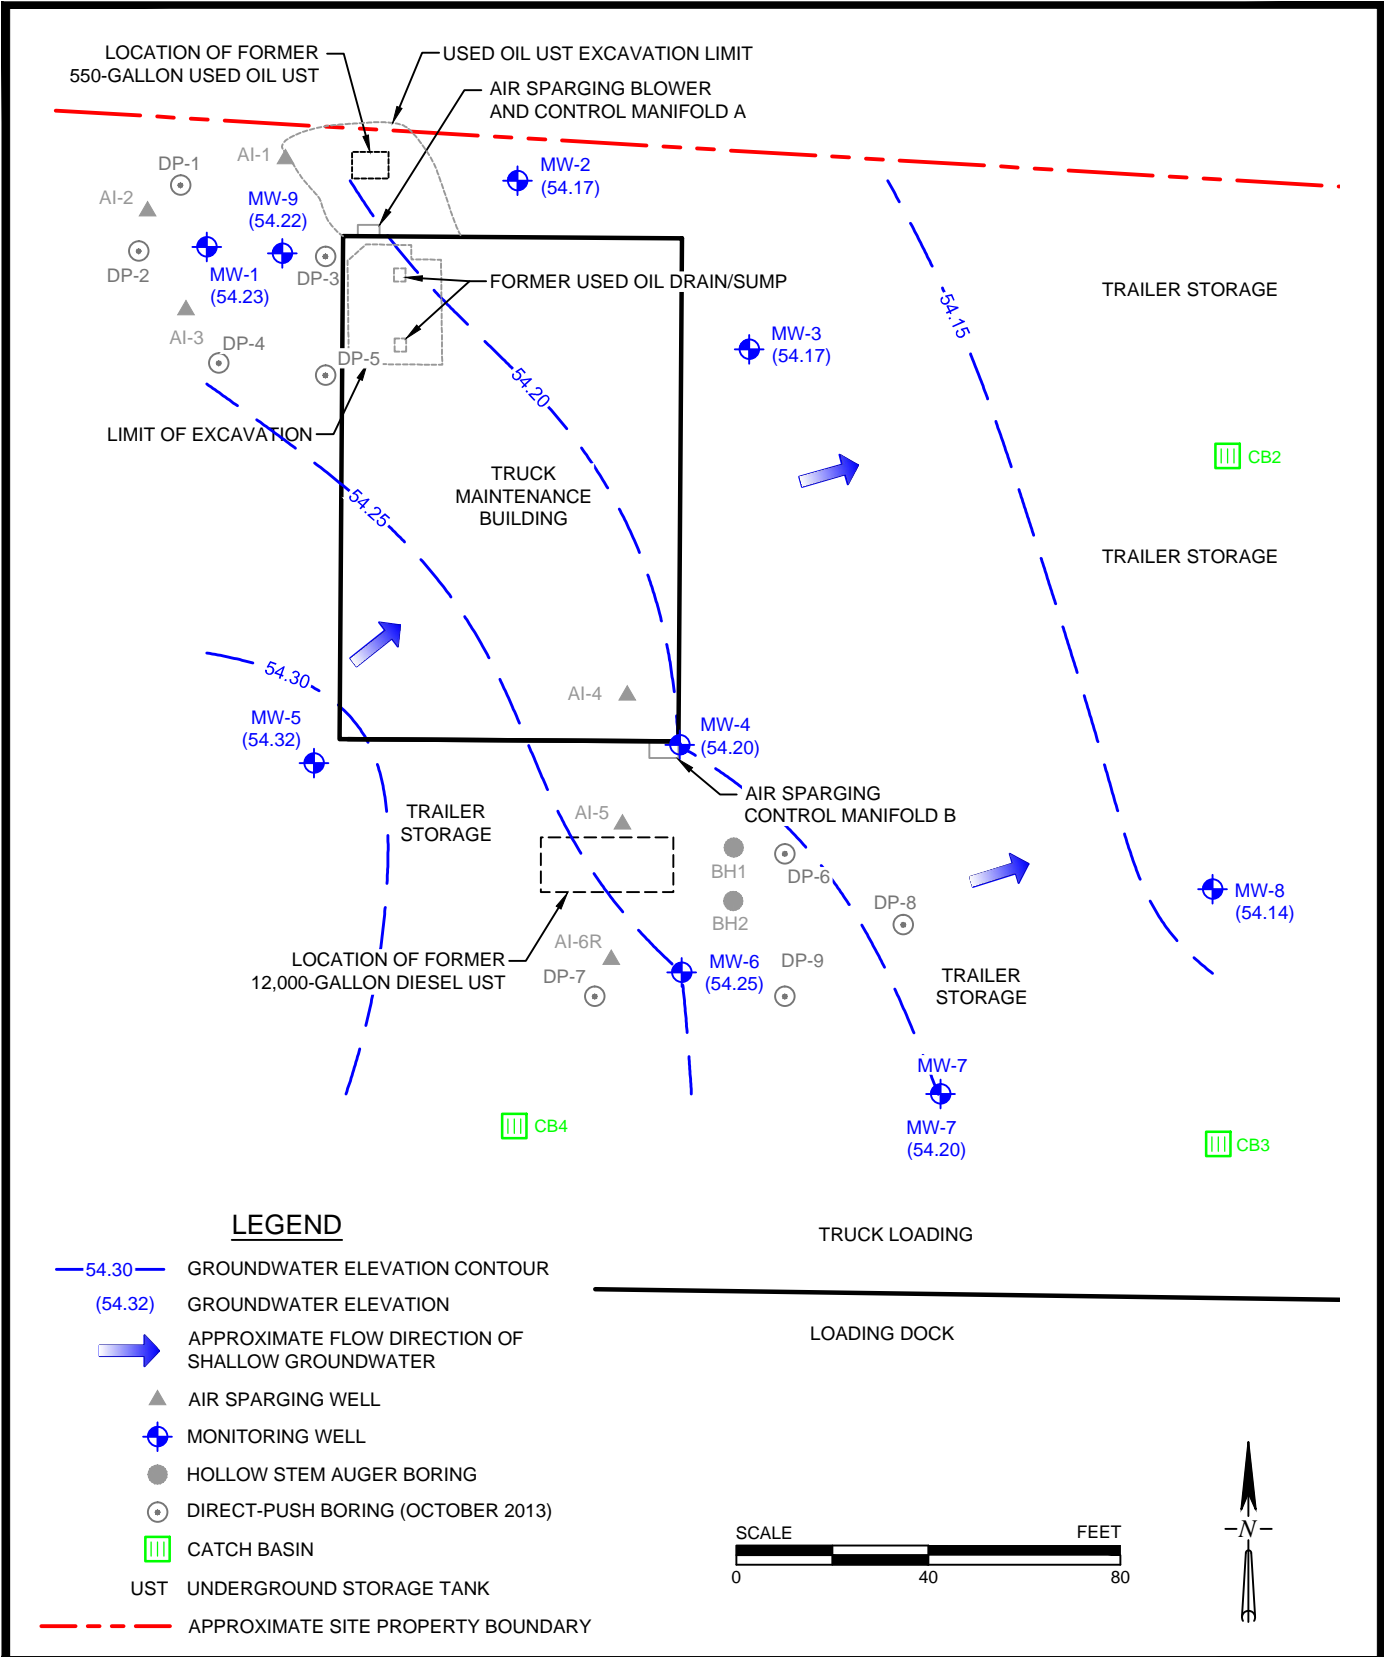 LOCATION OF FORMER
550-GALLON USED OIL UST
USED OIL UST EXCAVATION LIMIT
AIR SPARGING BLOWER
AND CONTROL MANIFOLD A
DP-1
AI-1
MW-2
(54.17)
AI-2
MW-9
(54.22)
DP-2
MW-1
(54.23)
DP-3
FORMER USED OIL DRAIN/SUMP
TRAILER STORAGE
54.15
AI-3
DP-4
DP-5
MW-3
(54.17)
54.20
LIMIT OF EXCAVATION
CB2
TRUCK
MAINTENANCE
BUILDING
54.25
TRAILER STORAGE
54.30
AI-4
MW-5
(54.32)
MW-4
(54.20)
AIR SPARGING
CONTROL MANIFOLD B
TRAILER
STORAGE
AI-5
BH1
DP-6
BH2
DP-8
MW-8
(54.14)
LOCATION OF FORMER
12,000-GALLON DIESEL UST
AI-6R
DP-7
MW-6
(54.25)
DP-9
TRAILER
STORAGE
MW-7
MW-7
(54.20)
CB4
CB3
TRUCK LOADING
LOADING DOCK
LEGEND
54.30 GROUNDWATER ELEVATION CONTOUR
(54.32) GROUNDWATER ELEVATION
APPROXIMATE FLOW DIRECTION OF
SHALLOW GROUNDWATER
AIR SPARGING WELL
MONITORING WELL
HOLLOW STEM AUGER BORING
DIRECT-PUSH BORING (OCTOBER 2013)
CATCH BASIN
UST UNDERGROUND STORAGE TANK
APPROXIMATE SITE PROPERTY BOUNDARY
SCALE FEET
0 40 80
N